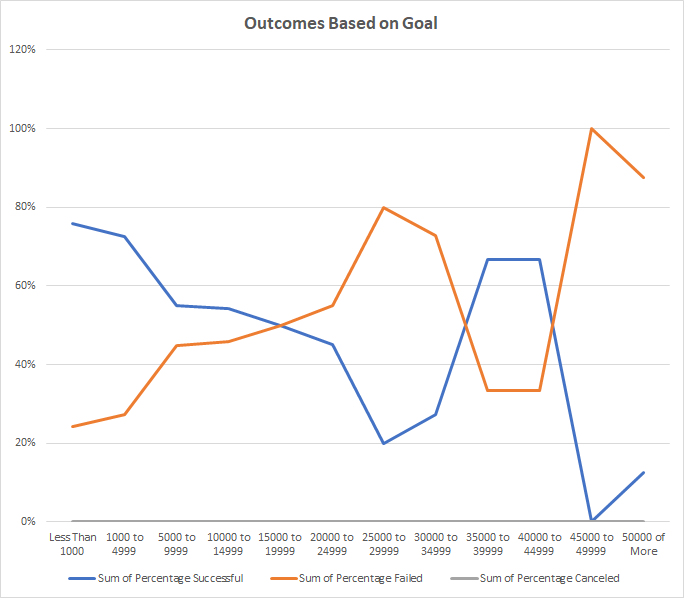 Outcomes Based on Goal
120%
100%
80%
60%
40%
20%
0%
Less Than 1000 to 5000 to 10000 to 15000 to 20000 to 25000 to 30000 to 35000 to 40000 to 45000 to 50000 of
1000 4999 9999 14999 19999 24999 29999 34999 39999 44999 49999 More
Sum of Percentage Successful Sum of Percentage Failed Sum of Percentage Canceled